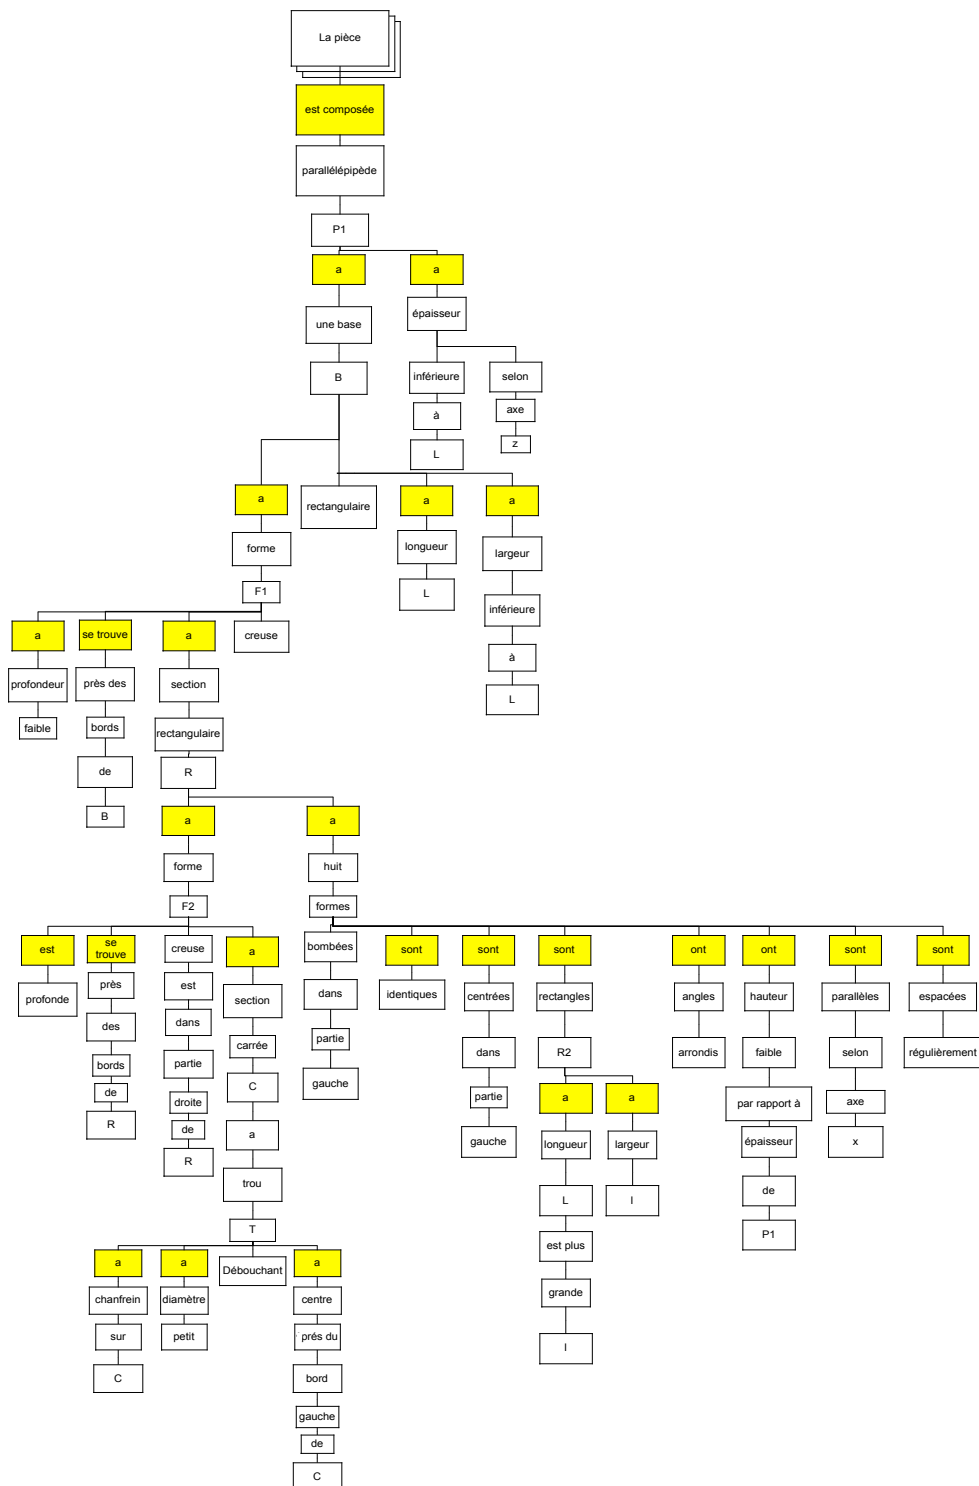 La pièce
est composée
parallélépipède
P1
a
a
une base
épaisseur
B
inférieure
selon
à
axe
L
z
a
rectangulaire
a
a
forme
longueur
largeur
F1
L
inférieure
a
se trouve
a
creuse
à
profondeur
près des
section
L
faible
bords
rectangulaire
de
R
B
a
a
forme
huit
F2
formes
est
se
trouve
creuse
a
bombées
sont
sont
sont
ont
ont
sont
sont
profonde
près
est
section
dans
identiques
centrées
rectangles
angles
hauteur
parallèles
espacées
des
dans
carrée
partie
dans
R2
arrondis
faible
selon
régulièrement
bords
partie
C
gauche
partie
a
a
par rapport à
axe
de
droite
a
gauche
longueur
largeur
épaisseur
x
R
de
trou
L
l
de
R
T
est plus
P1
a
a
Débouchant
a
grande
chanfrein
diamètre
centre
l
sur
petit
prés du
C
bord
gauche
de
C